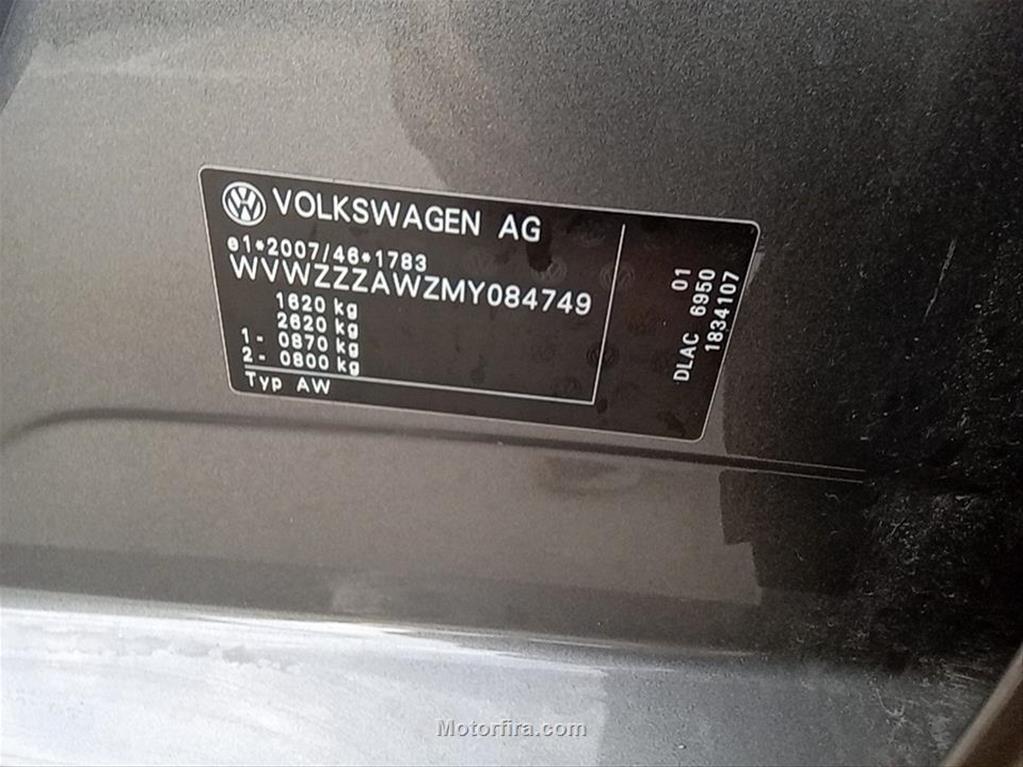 VOLKSWAGEN AG
e1*2007/46*1783
WVWZZZAWZMY084749
1620 kg
2620 kg
1- 0870 kg
2- 0800 kg
Typ AW
01
DLAC 6950
1834107
Motorfira.com